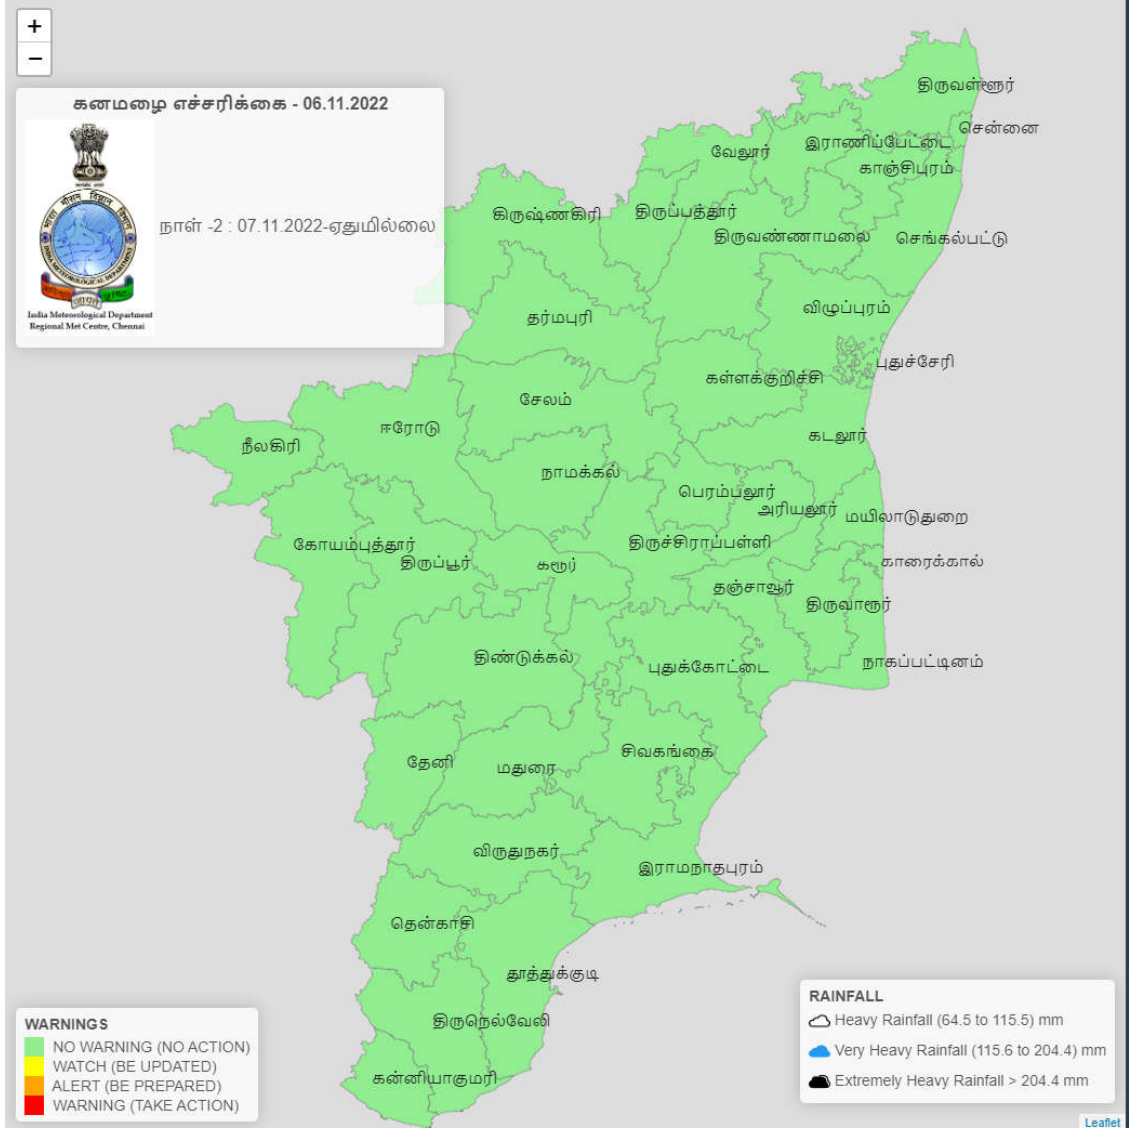 +
−
கனமழை எச்சரிக்கை - 06.11.2022
நாள் -2 : 07.11.2022-ஏதுமில்லை
India Meteorological Department
Regional Met Centre, Chennai
திருவள்ளூர்
சென்னை
இராணிப்பேட்டை
வேலூர்
காஞ்சிபுரம்
கிருஷ்ணகிரி
திருப்பத்தூர்
திருவண்ணாமலை
செங்கல்பட்டு
தர்மபுரி
விழுப்புரம்
புதுச்சேரி
கள்ளக்குறிச்சி
சேலம்
ஈரோடு
கடலூர்
நீலகிரி
நாமக்கல்
பெரம்பலூர்
அரியலூர்
மயிலாடுதுறை
கோயம்புத்தூர்
திருச்சிராப்பள்ளி
திருப்பூர்
கரூர்
காரைக்கால்
தஞ்சாவூர்
திருவாரூர்
திண்டுக்கல்
புதுக்கோட்டை
நாகப்பட்டினம்
தேனி
மதுரை
சிவகங்கை
விருதுநகர்
இராமநாதபுரம்
தென்காசி
தூத்துக்குடி
திருநெல்வேலி
கன்னியாகுமரி
WARNINGS
NO WARNING (NO ACTION)
WATCH (BE UPDATED)
ALERT (BE PREPARED)
WARNING (TAKE ACTION)
RAINFALL
Heavy Rainfall (64.5 to 115.5) mm
Very Heavy Rainfall (115.6 to 204.4) mm
Extremely Heavy Rainfall > 204.4 mm
Leaflet